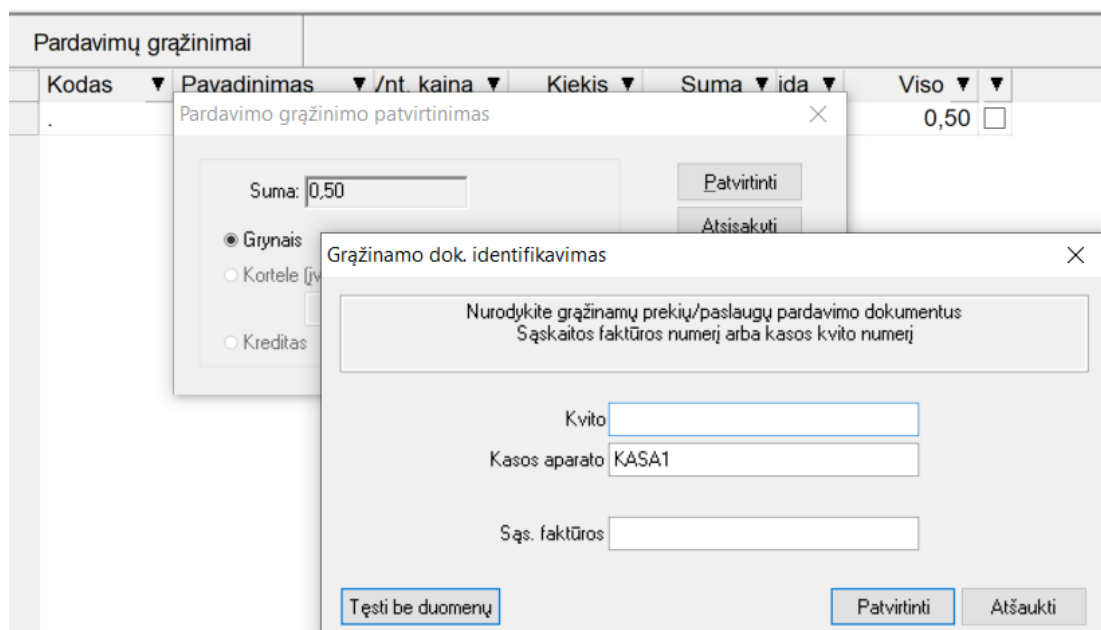 Pardavimų grąžinimai
Kodas ▼ Pavadinimas ▼ /nt. kaina ▼ Kiekis ▼ Suma ▼ ida ▼ Viso ▼ ▼
. 0,50
Pardavimo grąžinimo patvirtinimas
Suma: 0,50
Patvirtinti
Atsisakyti
Grynais
Kortele (įv
Kreditas
Grąžinamo dok. identifikavimas
Nurodykite grąžinamų prekių/paslaugų pardavimo dokumentus
Sąskaitos faktūros numerį arba kasos kvito numerį
Kvito
Kasos aparato KASA1
Sąs. faktūros
Tęsti be duomenų Patvirtinti Atšaukti